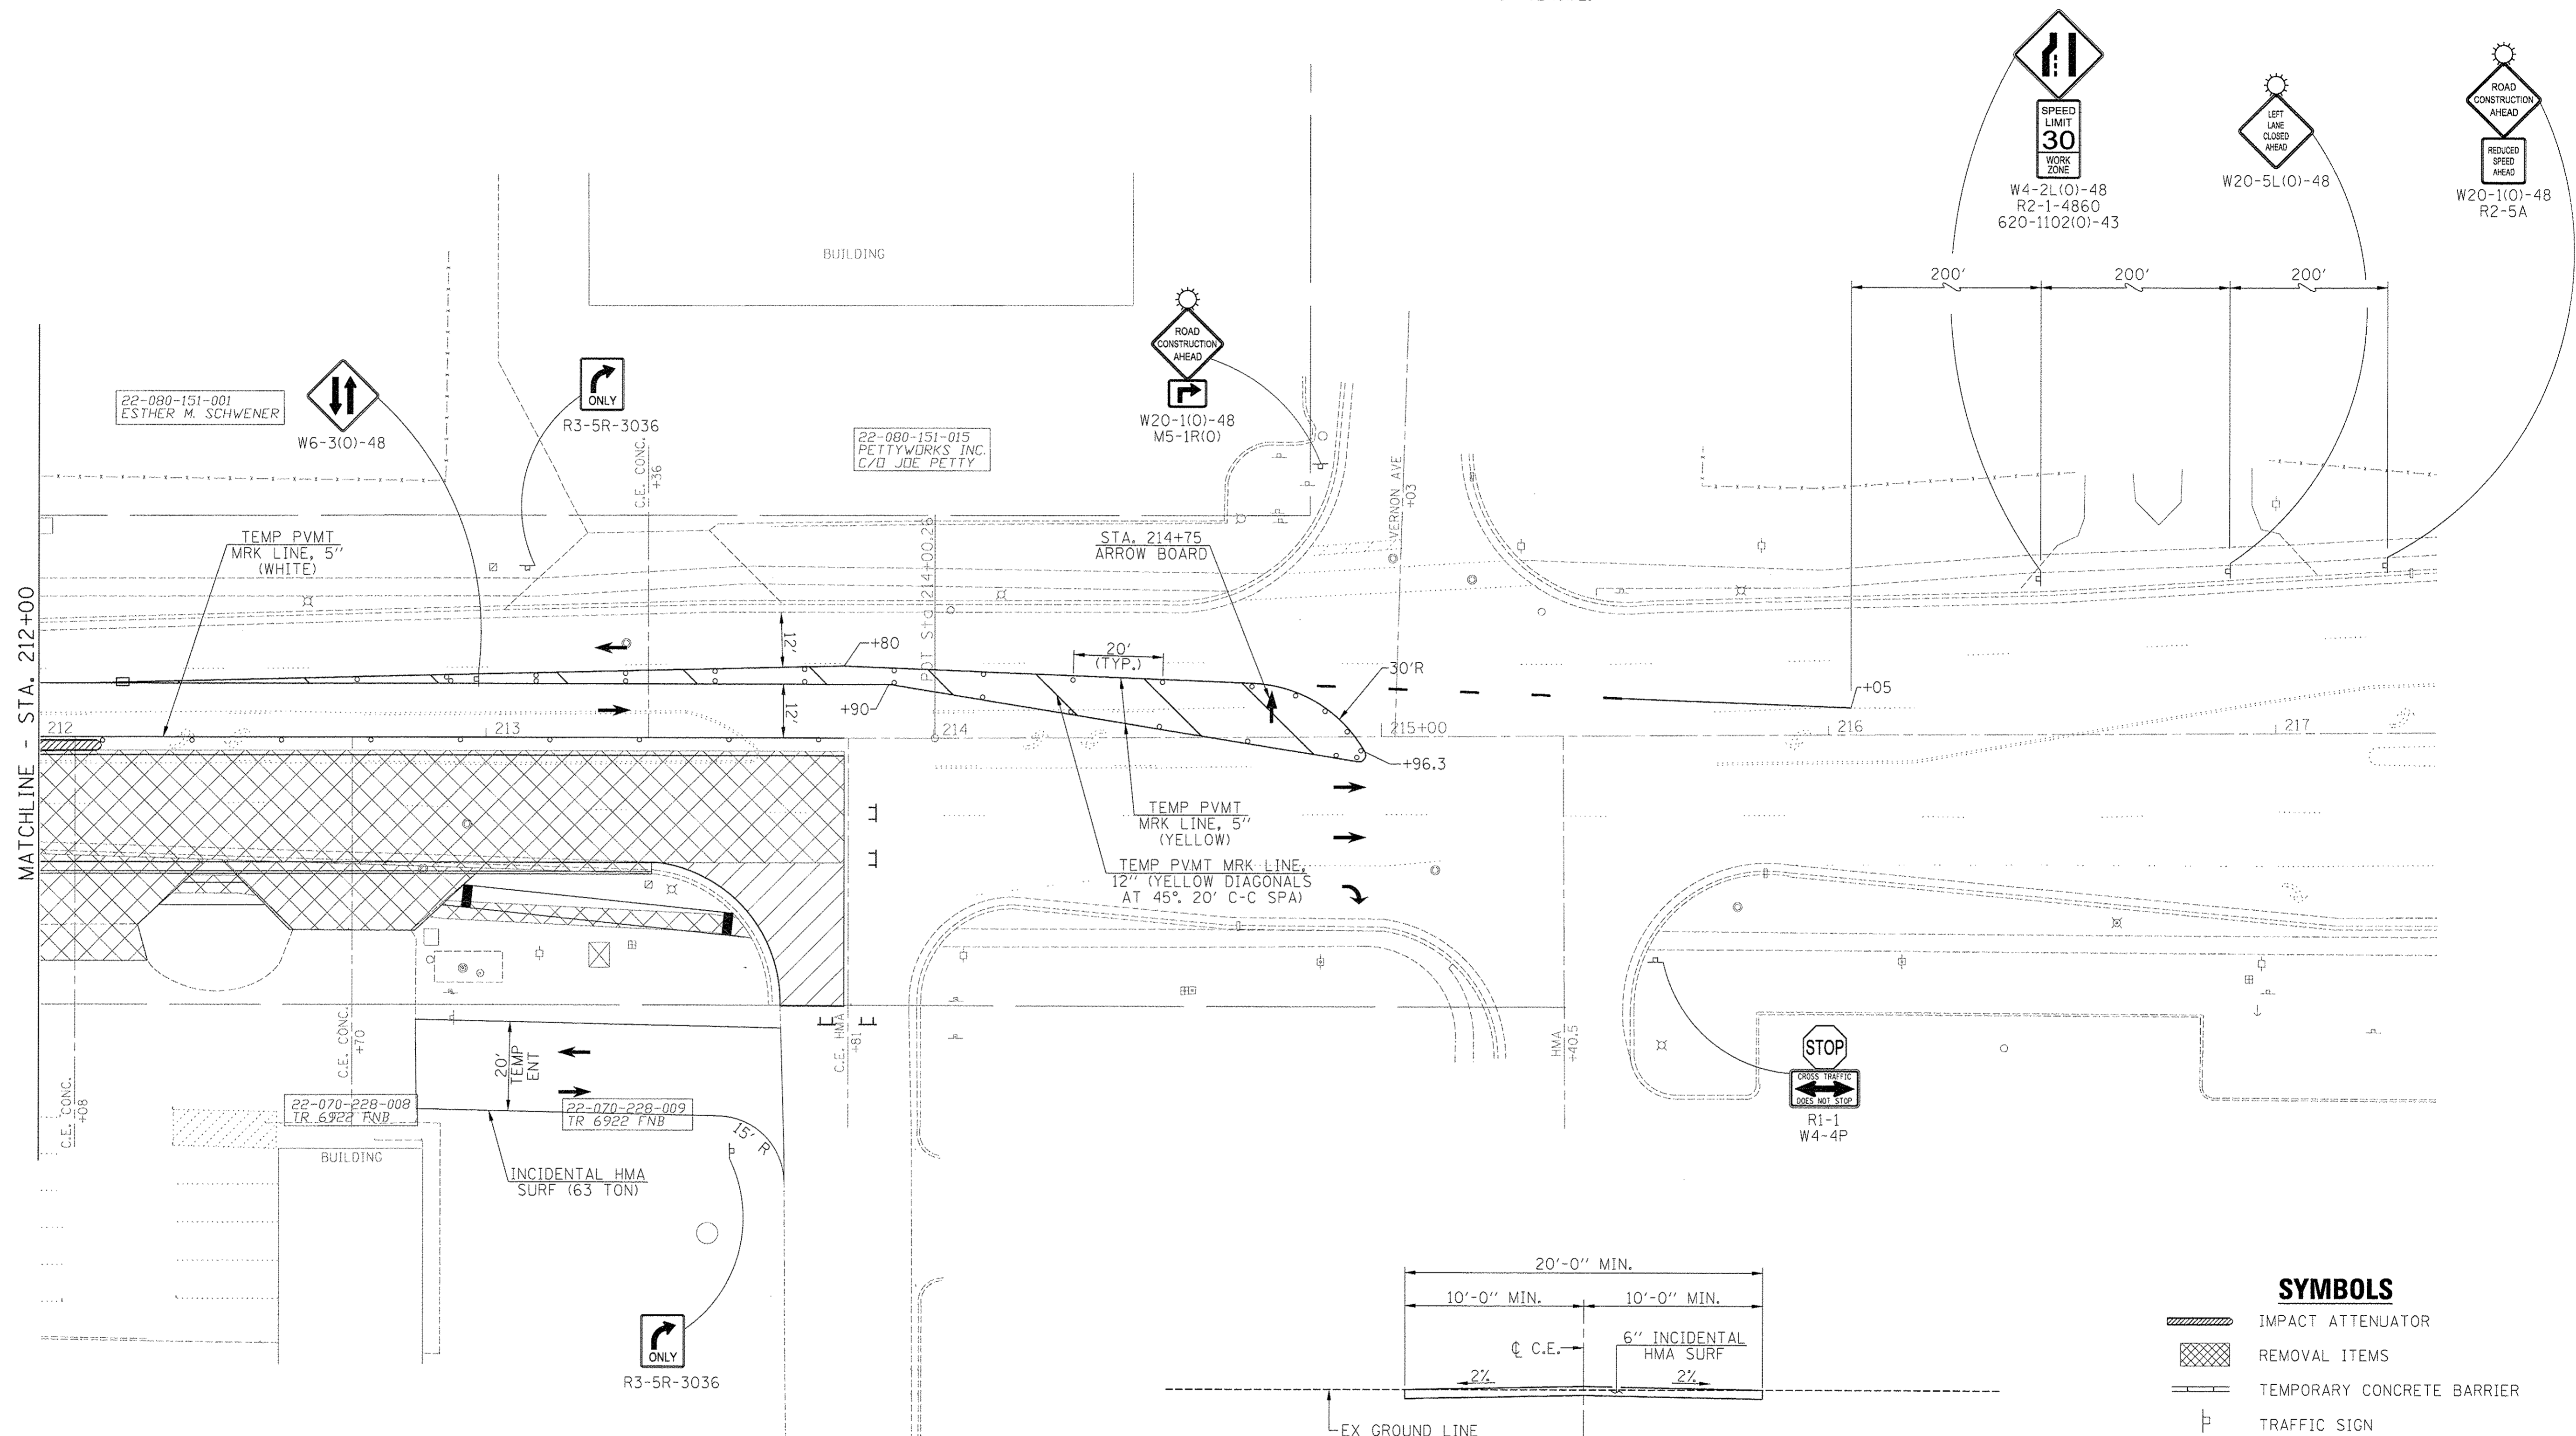 SPEED
LIMIT
30
WORK
ZONE
W4-2L(O)-48
R2-1-4860
620-1102(O)-43
LEFT
LANE
CLOSED
AHEAD
W20-5L(O)-48
ROAD
CONSTRUCTION
AHEAD
REDUCED
SPEED
AHEAD
W20-1(O)-48
R2-5A
200'
200'
200'
BUILDING
ROAD
CONSTRUCTION
AHEAD
W20-1(O)-48
M5-1R(O)
22-080-151-001
ESTHER M. SCHWENER
W6-3(O)-48
ONLY
R3-5R-3036
C.E. CONC.
+36
22-080-151-015
PETTYWORKS INC.
C/O JOE PETTY
VERNON AVE
+03
TEMP PVMT
MRK LINE, 5"
(WHITE)
STA. 214+75
ARROW BOARD
MATCHLINE - STA. 212+00
POT Sta 214+00.26
12'
+80
20'
(TYP.)
30'R
+90
12'
+05
212
213
214
215+00
216
217
+96.3
TEMP PVMT
MRK LINE, 5"
(YELLOW)
TEMP PVMT MRK LINE,
12" (YELLOW DIAGONALS
AT 45°, 20' C-C SPA)
C.E. CONC.
+08
C.E. CONC.
+70
20'
TEMP
ENT
C.E. HMA
+81
HMA
+40.5
22-070-228-008
TR 6922 FNB
22-070-228-009
TR 6922 FNB
15' R
BUILDING
INCIDENTAL HMA
SURF (63 TON)
STOP
CROSS TRAFFIC
DOES NOT STOP
R1-1
W4-4P
ONLY
R3-5R-3036
20'-0" MIN.
10'-0" MIN.
10'-0" MIN.
℄ C.E.
6" INCIDENTAL
HMA SURF
2%
2%
EX GROUND LINE
SYMBOLS
IMPACT ATTENUATOR
REMOVAL ITEMS
TEMPORARY CONCRETE BARRIER
TRAFFIC SIGN